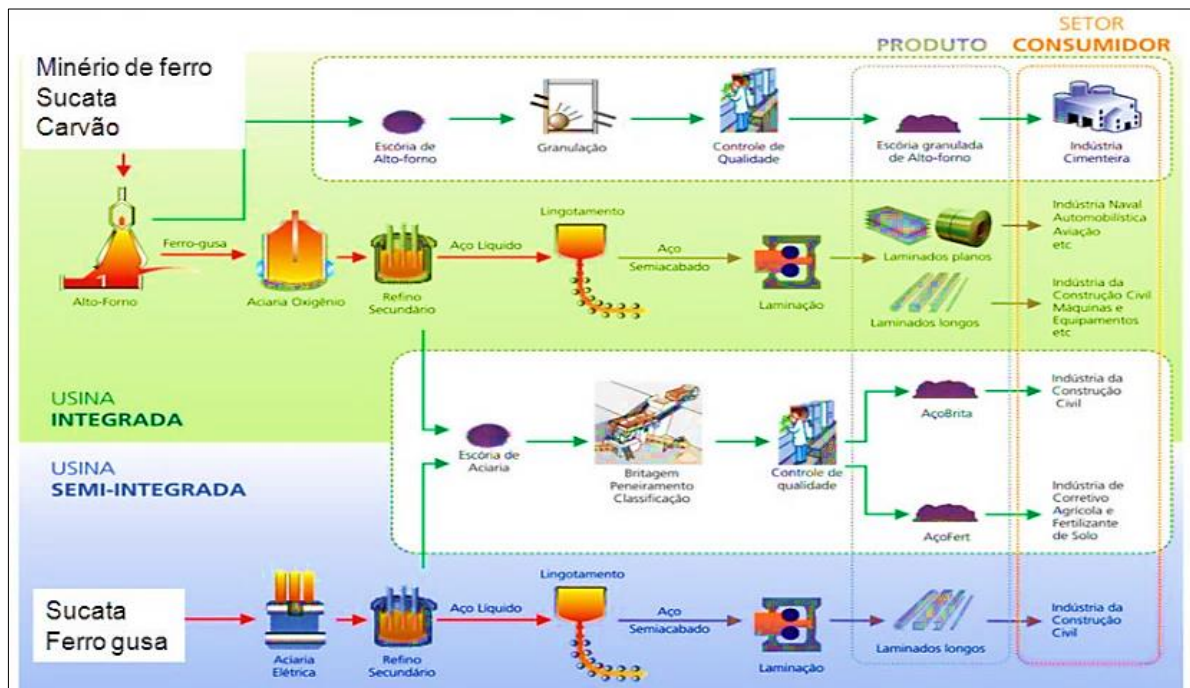 SETOR
PRODUTO
CONSUMIDOR
Minério de ferro
Sucata
Carvão
Escória de
Alto-forno
Granulação
Controle de
Qualidade
Escória granulada
de Alto-forno
Indústria
Cimenteira
1
Alto-Forno
Ferro-gusa
Aciaria Oxigênio
Refino
Secundário
Aço Líquido
Lingotamento
Aço
Semiacabado
Laminação
Laminados planos
Indústria Naval
Automobilística
Aviação
etc
Laminados longos
Indústria da
Construção Civil
Máquinas e
Equipamentos
etc
USINA
INTEGRADA
Escória de
Aciaria
Britagem
Peneiramento
Classificação
Controle de
qualidade
AçoBrita
Indústria da
Construção
Civil
AçoFert
Indústria de
Corretivo
Agrícola e
Fertilizante
de Solo
USINA
SEMI-INTEGRADA
Sucata
Ferro gusa
Aciaria
Elétrica
Refino
Secundário
Aço Líquido
Lingotamento
Aço
Semiacabado
Laminação
Laminados longos
Indústria da
Construção
Civil